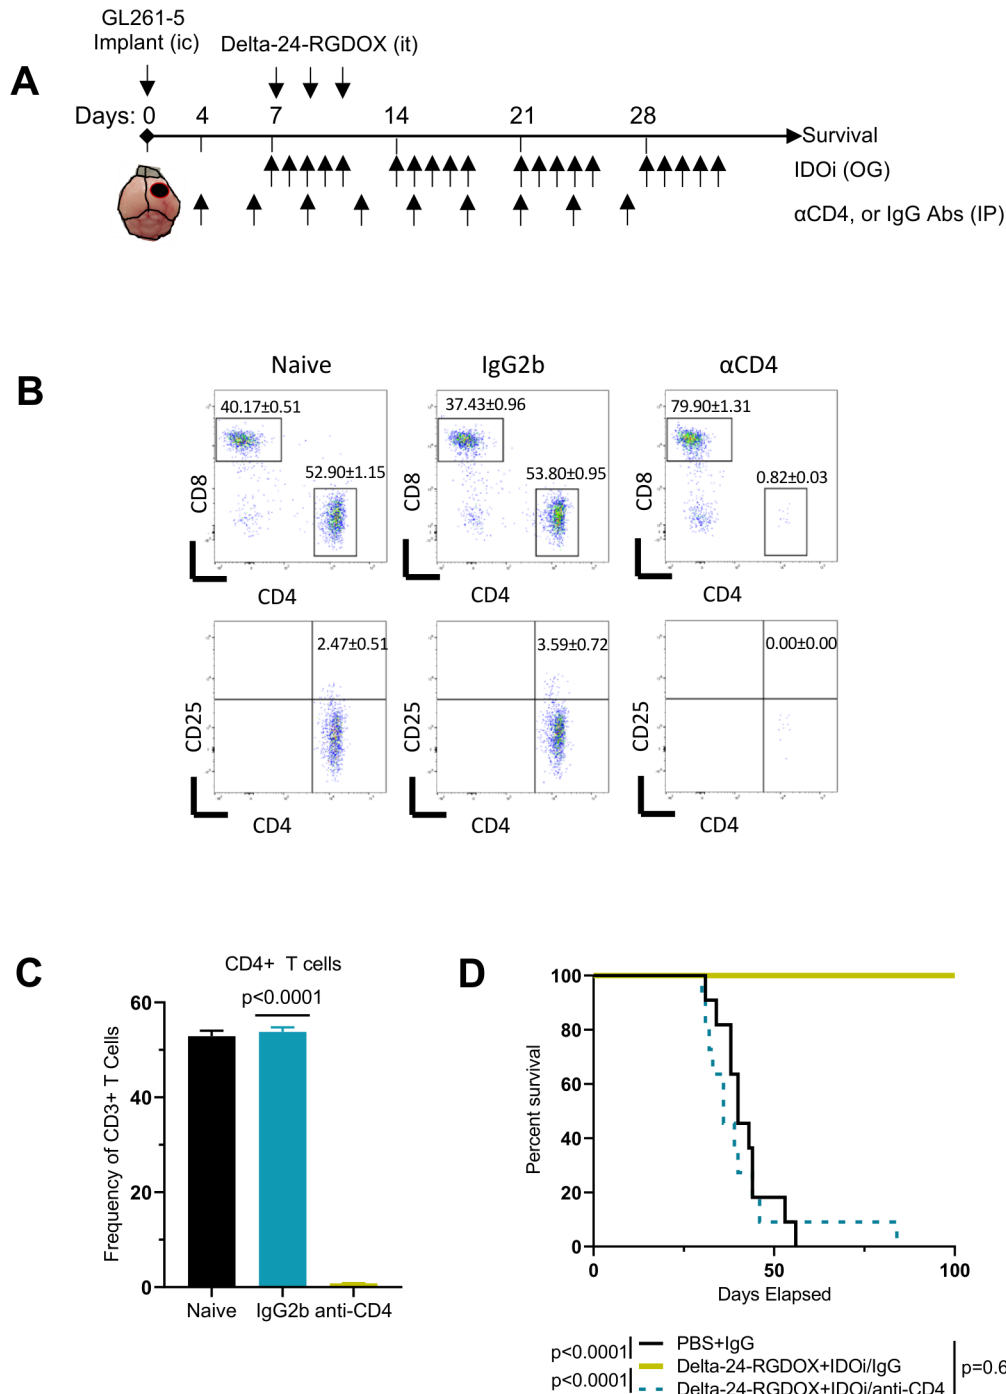 GL261-5
Implant (ic)
Delta-24-RGDOX (it)
A
Days: 0 4 7 14 21 28
Survival
IDOi (OG)
αCD4, or IgG Abs (IP)
B
Naive IgG2b αCD4
40.17±0.51 37.43±0.96 79.90±1.31
52.90±1.15 53.80±0.95 0.82±0.03
CD8 CD8 CD8
CD4 CD4 CD4
2.47±0.51 3.59±0.72 0.00±0.00
CD25 CD25 CD25
CD4 CD4 CD4
C
CD4+ T cells
p<0.0001
Frequency of CD3+ T Cells
60
40
20
0
Naive IgG2b anti-CD4
D
Percent survival
100
80
60
40
20
0
0 50 100
Days Elapsed
p<0.0001
p<0.0001
PBS+IgG
Delta-24-RGDOX+IDOi/IgG
Delta-24-RGDOX+IDOi/anti-CD4
p=0.6